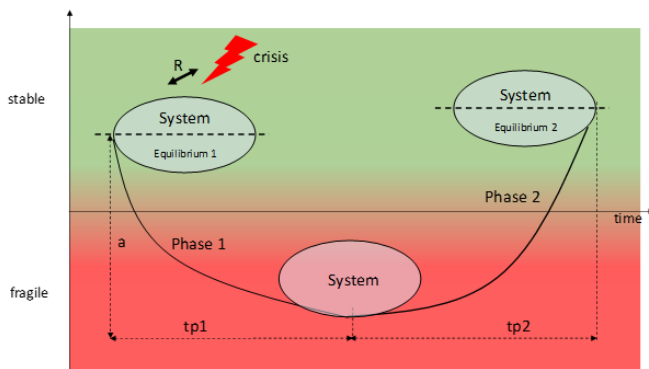 crisis
R
stable
System
Equilibrium 1
System
Equilibrium 2
Phase 2
time
Phase 1
a
System
fragile
tp1
tp2